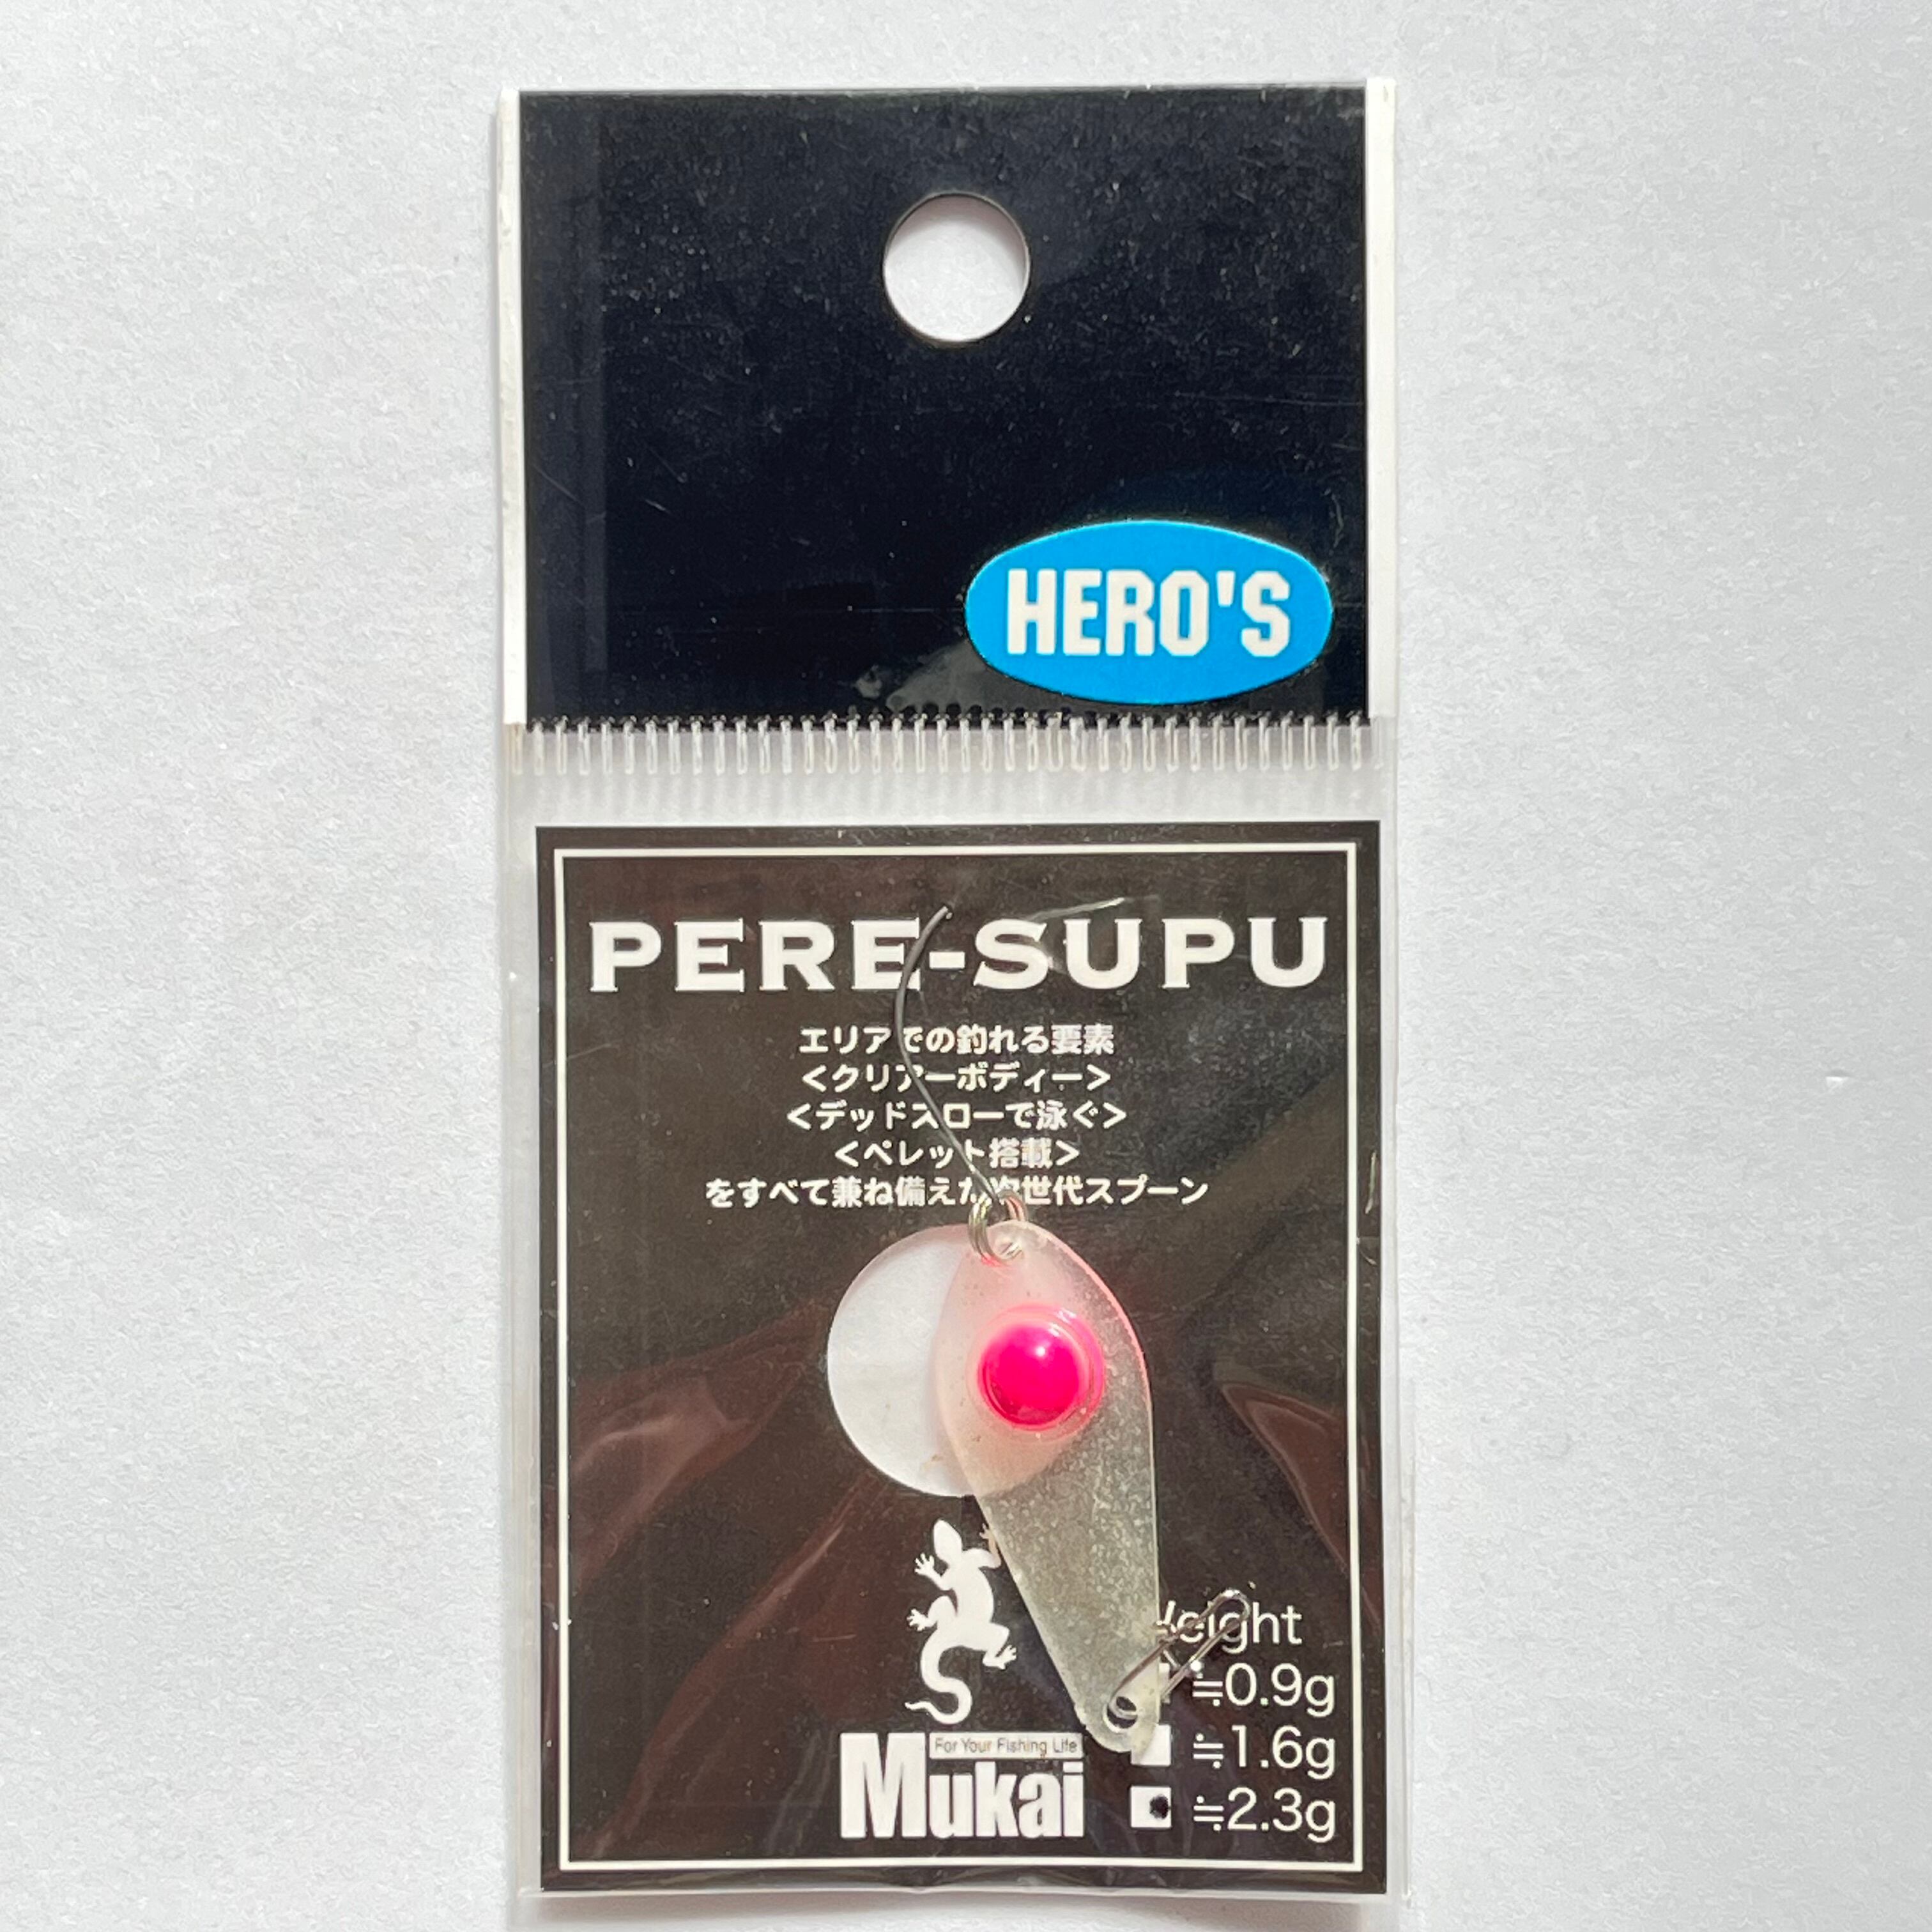 HERO'S
PERE-SUPU
エリアでの釣れる要素
<クリアーボディー>
<デッドスローで泳ぐ>
<ペレット搭載>
をすべて兼ね備えた次世代スプーン
Weight
≒0.9g
≒1.6g
≒2.3g
For Your Fishing Life
Mukai